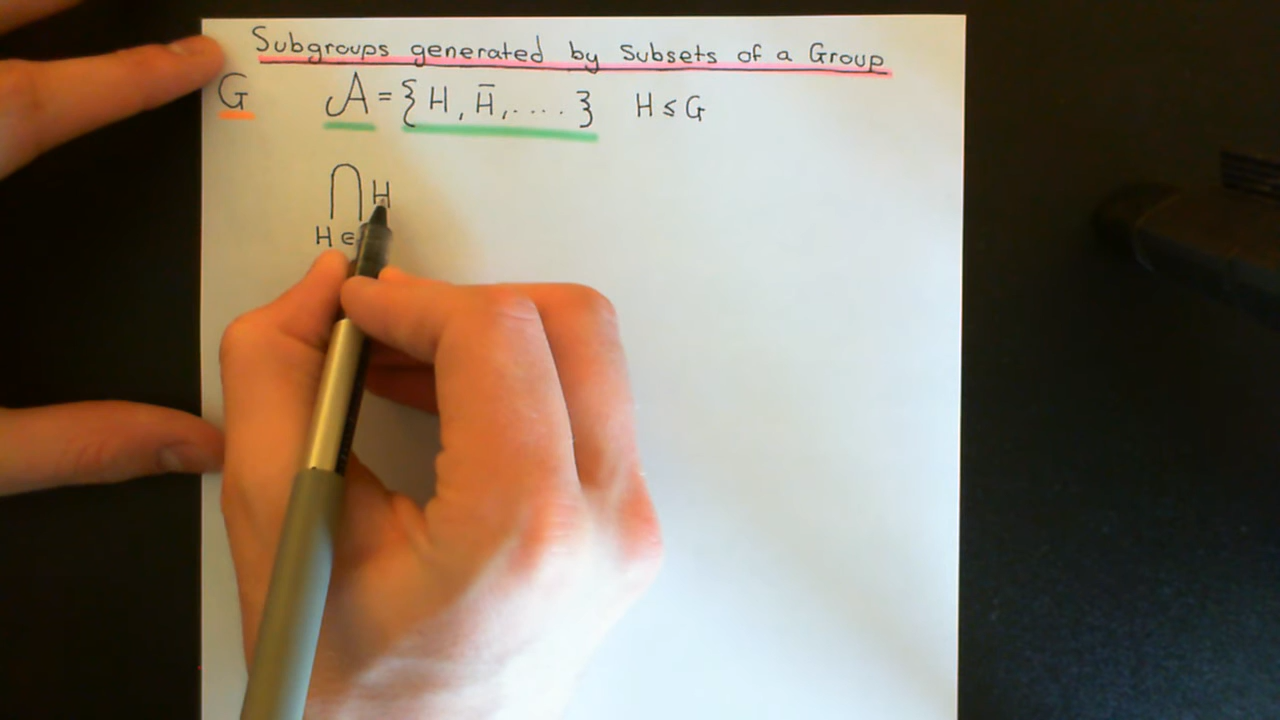 Subgroups generated by Subsets of a Group
G 𝒜 = { H , H̄ , . . . . } H ≤ G
⋂ H
H ∈